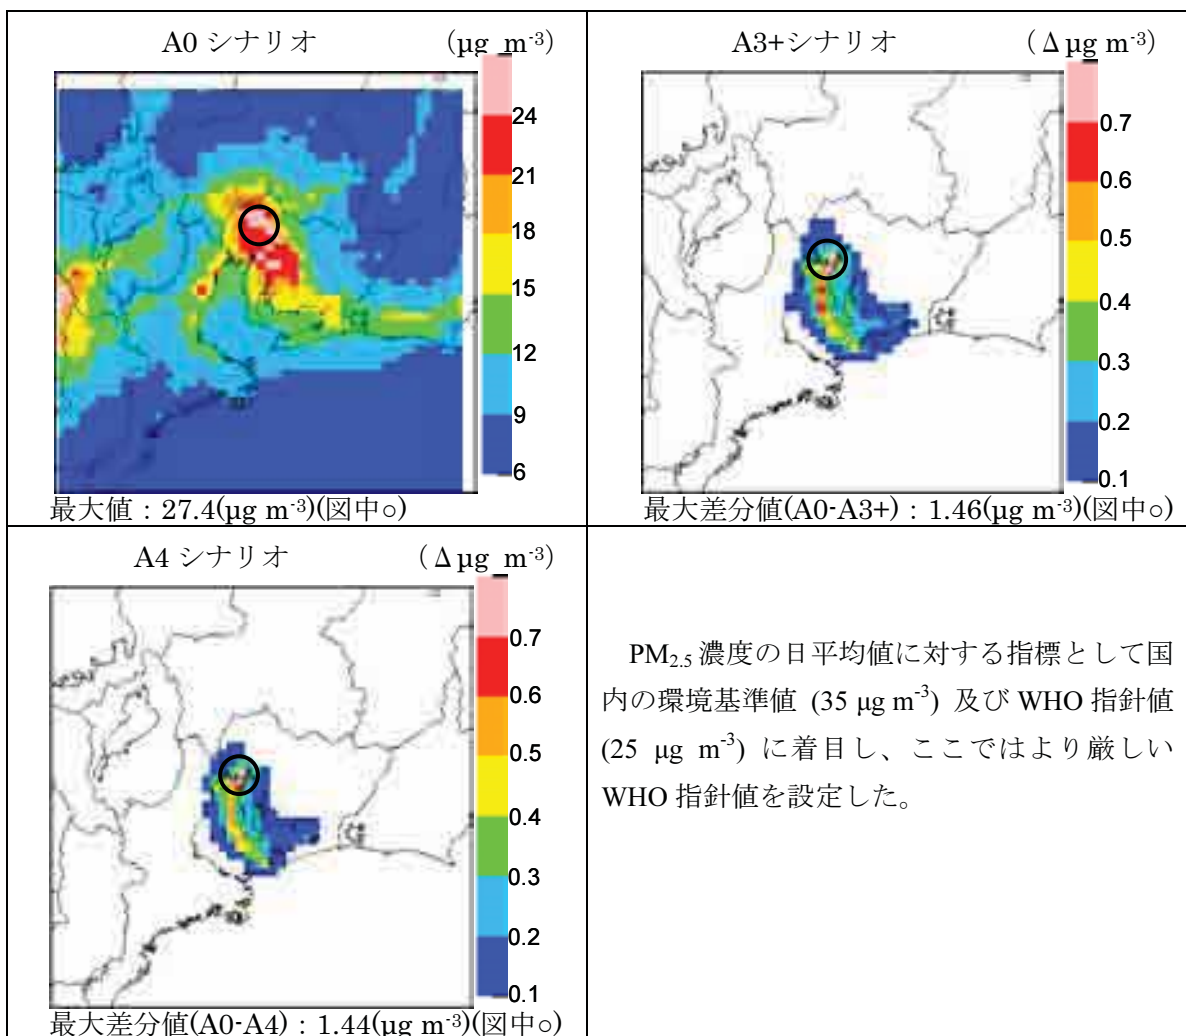 A0 シナリオ (µg m-3)
24
21
18
15
12
9
6
最大値：27.4(µg m-3)(図中○)
A3+シナリオ (Δµg m-3)
0.7
0.6
0.5
0.4
0.3
0.2
0.1
最大差分値(A0-A3+)：1.46(µg m-3)(図中○)
A4 シナリオ (Δµg m-3)
0.7
0.6
0.5
0.4
0.3
0.2
0.1
最大差分値(A0-A4)：1.44(µg m-3)(図中○)
PM2.5 濃度の日平均値に対する指標として国
内の環境基準値 (35 µg m-3) 及び WHO 指針値
(25 µg m-3) に着目し、ここではより厳しい
WHO 指針値を設定した。